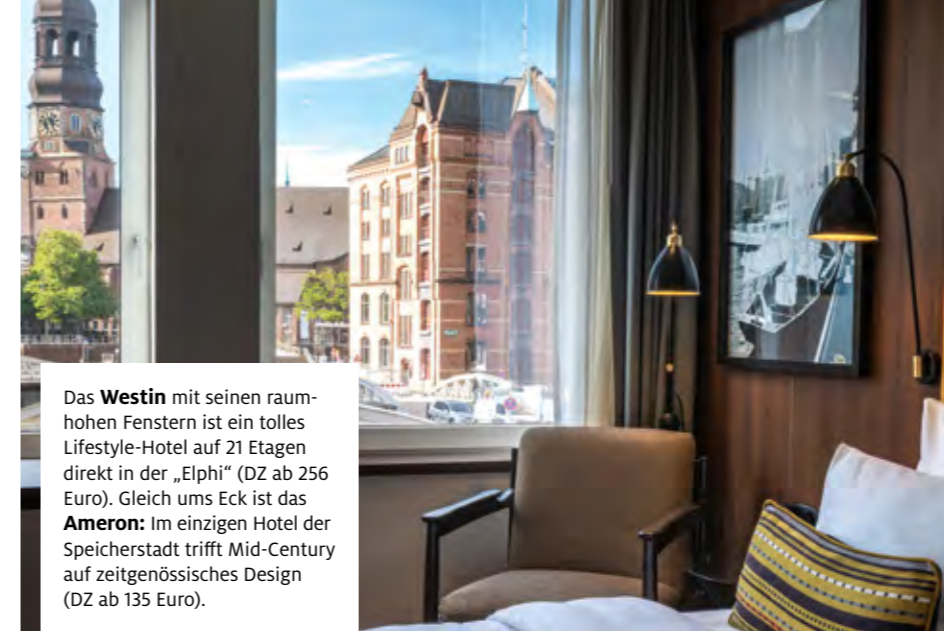 Das Westin mit seinen raum-
hohen Fenstern ist ein tolles
Lifestyle-Hotel auf 21 Etagen
direkt in der „Elphi“ (DZ ab 256
Euro). Gleich ums Eck ist das
Ameron: Im einzigen Hotel der
Speicherstadt trifft Mid-Century
auf zeitgenössisches Design
(DZ ab 135 Euro).